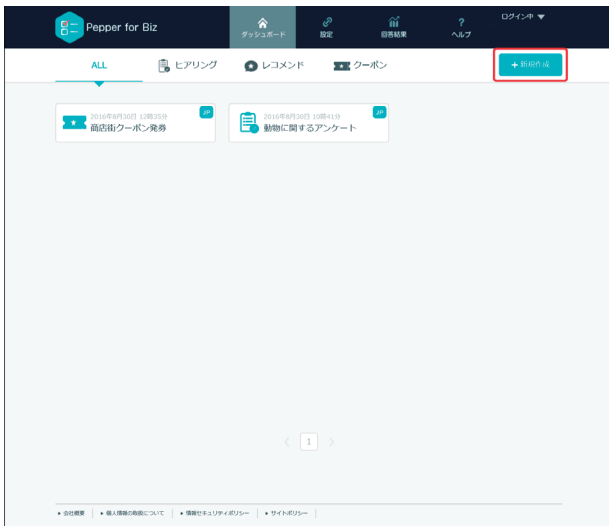 Pepper for Biz
ダッシュボード
設定
回答結果
ヘルプ
ログイン中 ▼
ALL
ヒアリング
レコメンド
クーポン
+ 新規作成
2016年8月30日 12時35分
JP
商店街クーポン発券
2016年8月30日 10時41分
JP
動物に関するアンケート
< 1 >
会社概要
個人情報の取扱について
情報セキュリティポリシー
サイトポリシー